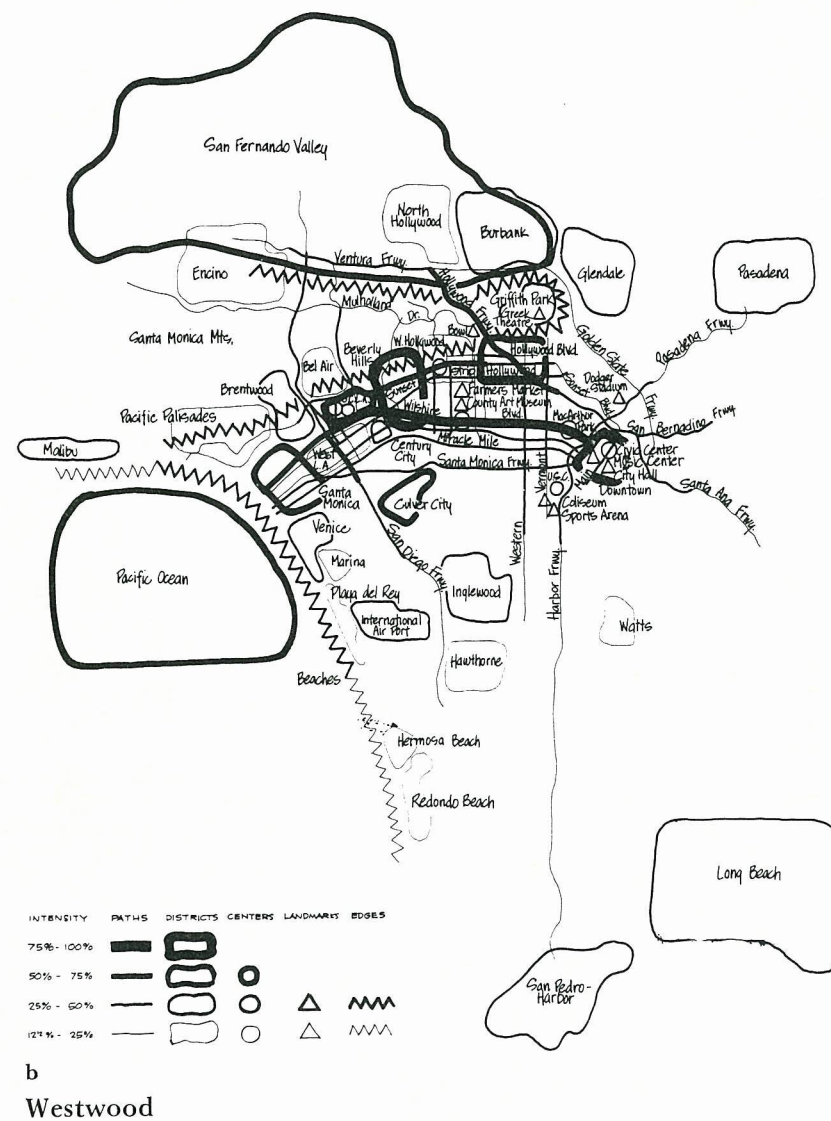 San Fernando Valley
North
Hollywood
Burbank
Encino
Ventura Frwy.
Glendale
Pasadena
Hollywood Frwy.
Mulholland
Dr.
Griffith Park
Greek
Theatre
Bowl
Golden State
Frwy.
Pasadena Frwy.
Santa Monica Mts.
W. Hollywood
Beverly
Hills
Bel Air
Hollywood Blvd.
Hollywood
Sunset
Sunset
Blvd.
Dodger
Stadium
Brentwood
Farmers Market
County Art Museum
Wilshire
Blvd.
MacArthur
Park
San Bernadino Frwy
Pacific Palisades
Malibu
Miracle Mile
Century
City
West
L.A.
Santa Monica Frwy.
Civic Center
Music Center
City Hall
Downtown
Vermont
U.S.C.
Santa Ana Frwy.
Santa
Monica
Culver City
Coliseum
Sports Arena
Venice
San Diego Frwy.
Western
Harbor Frwy.
Marina
Pacific Ocean
Playa del Rey
Inglewood
International
Air Port
Watts
Hawthorne
Beaches
Hermosa Beach
Redondo Beach
Long Beach
San Pedro-
Harbor
INTENSITY PATHS DISTRICTS CENTERS LANDMARKS EDGES
75% - 100%
50% - 75%
25% - 50%
12½% - 25%
b
Westwood